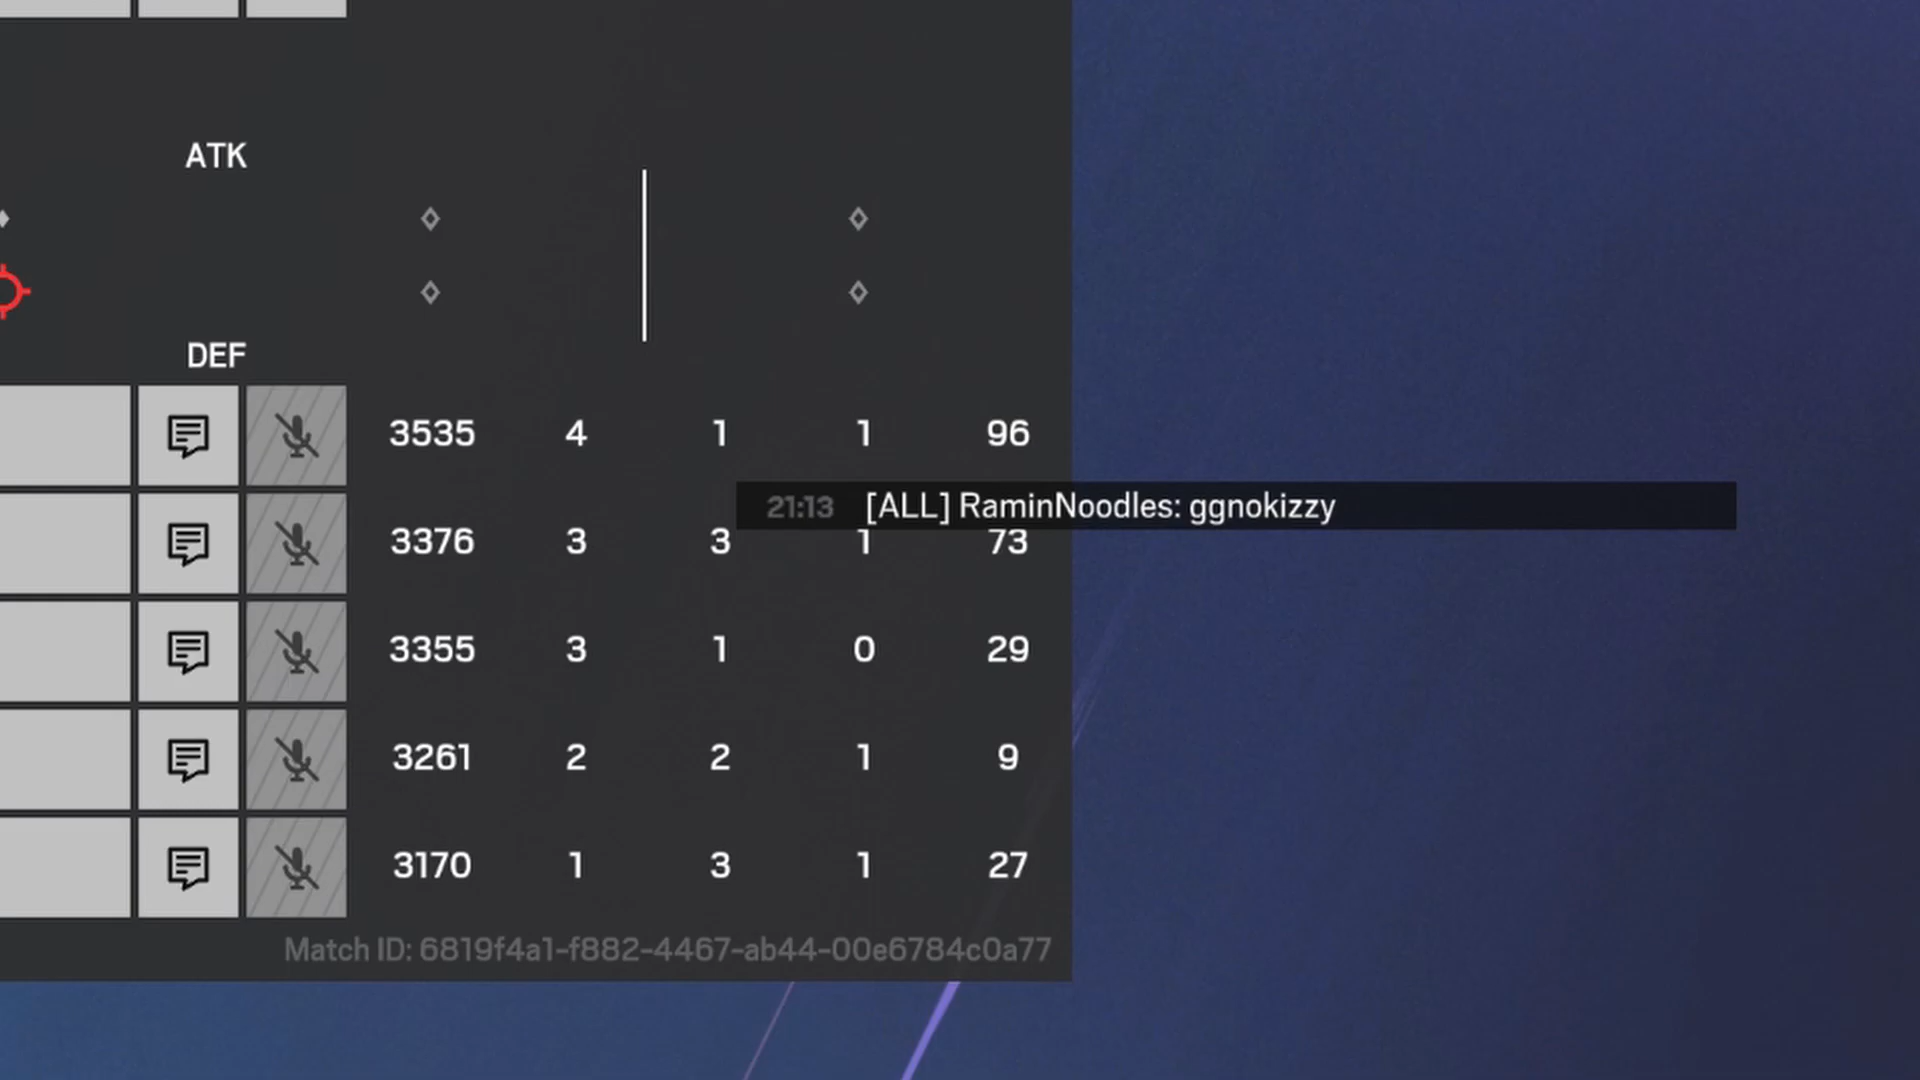 ATK
DEF
3535 4 1 1 96
21:13 [ALL] RaminNoodles: ggnokizzy
3376 3 3 1 73
3355 3 1 0 29
3261 2 2 1 9
3170 1 3 1 27
Match ID: 6819f4a1-f882-4467-ab44-00e6784c0a77